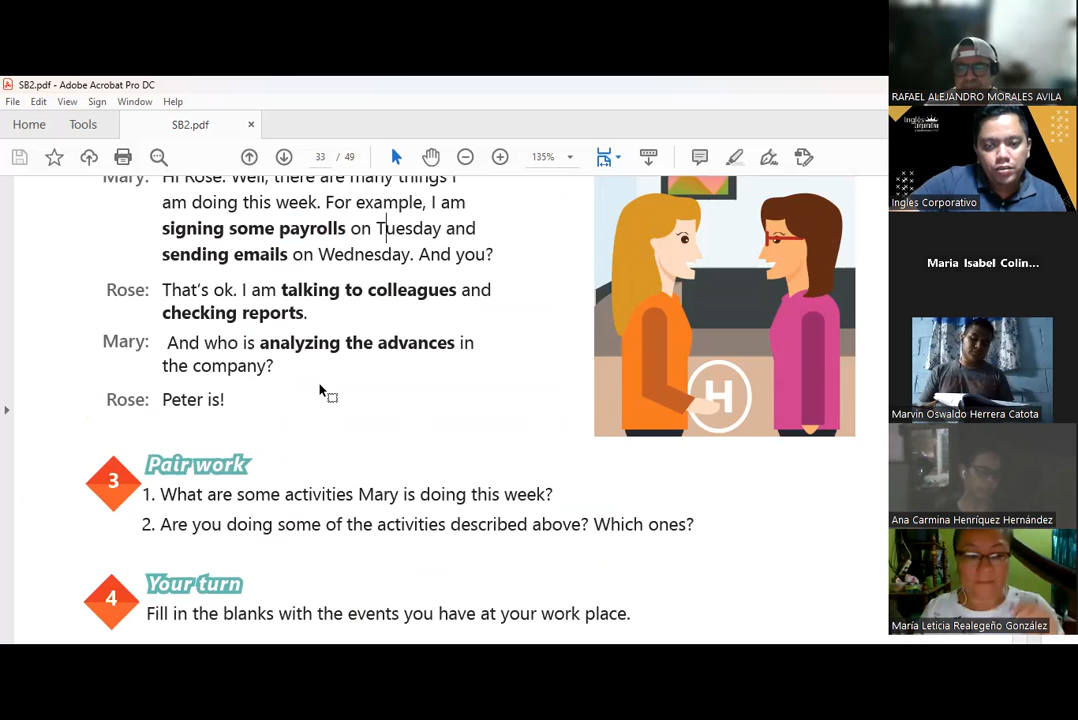 SB2.pdf - Adobe Acrobat Pro DC
File Edit View Sign Window Help
Home Tools SB2.pdf ×
33 / 49 135%
Mary: Hi Rose. Well, there are many things I
am doing this week. For example, I am
signing some payrolls on Tuesday and
sending emails on Wednesday. And you?
Rose: That's ok. I am talking to colleagues and
checking reports.
Mary: And who is analyzing the advances in
the company?
Rose: Peter is!
H
3 Pair work
1. What are some activities Mary is doing this week?
2. Are you doing some of the activities described above? Which ones?
4 Your turn
Fill in the blanks with the events you have at your work place.
RAFAEL ALEJANDRO MORALES AVILA
Inglés
Corporativo
Ingles Corporativo
Maria Isabel Colin...
Marvin Oswaldo Herrera Catota
Ana Carmina Henríquez Hernández
María Leticia Realegeño González